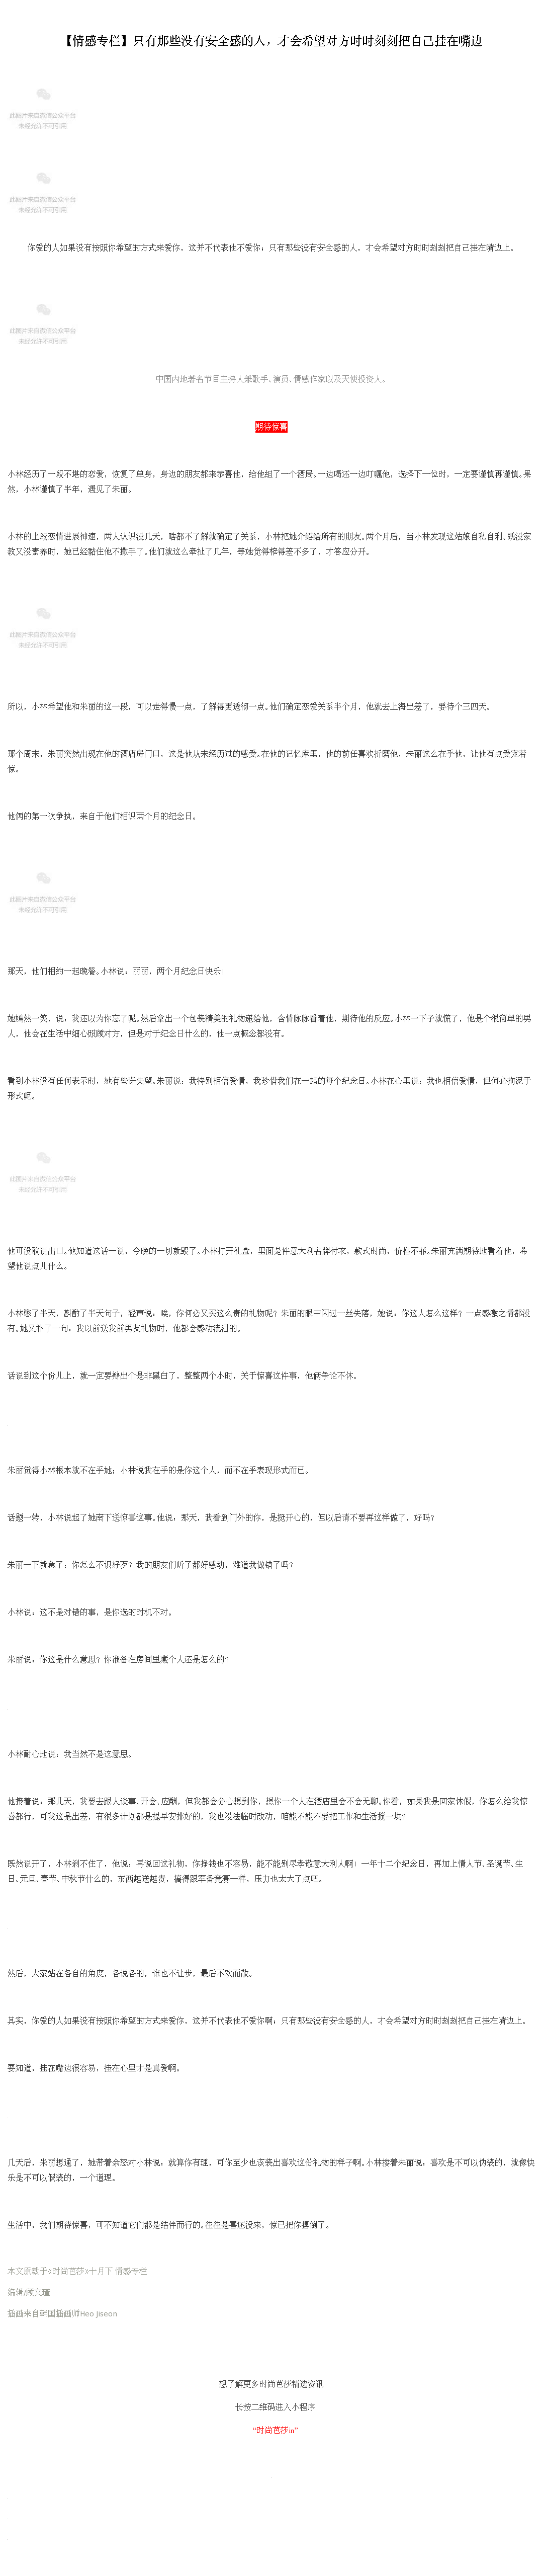 【情感专栏】只有那些没有安全感的人，才会希望对方时时刻刻把自己挂在嘴边
此图片来自微信公众平台
未经允许不可引用
此图片来自微信公众平台
未经允许不可引用
你爱的人如果没有按照你希望的方式来爱你，这并不代表他不爱你；只有那些没有安全感的人，才会希望对方时时刻刻把自己挂在嘴边上。
此图片来自微信公众平台
未经允许不可引用
中国内地著名节目主持人兼歌手、演员、情感作家以及天使投资人。
期待惊喜
小林经历了一段不堪的恋爱，恢复了单身，身边的朋友都来恭喜他，给他组了一个酒局。一边喝还一边叮嘱他，选择下一位时，一定要谨慎再谨慎。果
然，小林谨慎了半年，遇见了朱丽。
小林的上段恋情进展神速，两人认识没几天，啥都不了解就确定了关系，小林把她介绍给所有的朋友。两个月后，当小林发现这姑娘自私自利、既没家
教又没素养时，她已经黏住他不撒手了。他们就这么牵扯了几年，等她觉得榨得差不多了，才答应分开。
此图片来自微信公众平台
未经允许不可引用
所以，小林希望他和朱丽的这一段，可以走得慢一点，了解得更透彻一点。他们确定恋爱关系半个月，他就去上海出差了，要待个三四天。
那个周末，朱丽突然出现在他的酒店房门口，这是他从未经历过的感受。在他的记忆库里，他的前任喜欢折磨他，朱丽这么在乎他，让他有点受宠若
惊。
他俩的第一次争执，来自于他们相识两个月的纪念日。
此图片来自微信公众平台
未经允许不可引用
那天，他们相约一起晚餐。小林说：丽丽，两个月纪念日快乐！
她嫣然一笑，说：我还以为你忘了呢。然后拿出一个包装精美的礼物递给他，含情脉脉看着他，期待他的反应。小林一下子就慌了，他是个很简单的男
人，他会在生活中细心照顾对方，但是对于纪念日什么的，他一点概念都没有。
看到小林没有任何表示时，她有些许失望。朱丽说：我特别相信爱情，我珍惜我们在一起的每个纪念日。小林在心里说：我也相信爱情，但何必拘泥于
形式呢。
此图片来自微信公众平台
未经允许不可引用
他可没敢说出口。他知道这话一说，今晚的一切就毁了。小林打开礼盒，里面是件意大利名牌衬衣，款式时尚，价格不菲。朱丽充满期待地看着他，希
望他说点儿什么。
小林憋了半天，斟酌了半天句子，轻声说：唉，你何必又买这么贵的礼物呢？朱丽的眼中闪过一丝失落，她说：你这人怎么这样？一点感激之情都没
有。她又补了一句：我以前送我前男友礼物时，他都会感动流泪的。
话说到这个份儿上，就一定要辩出个是非黑白了，整整两个小时，关于惊喜这件事，他俩争论不休。
朱丽觉得小林根本就不在乎她；小林说我在乎的是你这个人，而不在乎表现形式而已。
话题一转，小林说起了她南下送惊喜这事。他说：那天，我看到门外的你，是挺开心的，但以后请不要再这样做了，好吗？
朱丽一下就急了：你怎么不识好歹？我的朋友们听了都好感动，难道我做错了吗？
小林说：这不是对错的事，是你选的时机不对。
朱丽说：你这是什么意思？你准备在房间里藏个人还是怎么的？
小林耐心地说：我当然不是这意思。
他接着说：那几天，我要去跟人谈事、开会、应酬，但我都会分心想到你，想你一个人在酒店里会不会无聊。你看，如果我是回家休假，你怎么给我惊
喜都行，可我这是出差，有很多计划都是提早安排好的，我也没法临时改动，咱能不能不要把工作和生活搅一块？
既然说开了，小林刹不住了，他说：再说回这礼物，你挣钱也不容易，能不能别尽孝敬意大利人啊！一年十二个纪念日，再加上情人节、圣诞节、生
日、元旦、春节、中秋节什么的，东西越送越贵，搞得跟军备竞赛一样，压力也太大了点吧。
然后，大家站在各自的角度，各说各的，谁也不让步，最后不欢而散。
其实，你爱的人如果没有按照你希望的方式来爱你，这并不代表他不爱你啊；只有那些没有安全感的人，才会希望对方时时刻刻把自己挂在嘴边上。
要知道，挂在嘴边很容易，挂在心里才是真爱啊。
几天后，朱丽想通了，她带着余怒对小林说：就算你有理，可你至少也该装出喜欢这份礼物的样子啊。小林搂着朱丽说：喜欢是不可以伪装的，就像快
乐是不可以假装的，一个道理。
生活中，我们期待惊喜，可不知道它们都是结伴而行的。往往是喜还没来，惊已把你撂倒了。
本文原载于《时尚芭莎》十月下 情感专栏
编辑/顾文瑾
插画来自韩国插画师Heo Jiseon
想了解更多时尚芭莎精选资讯
长按二维码进入小程序
“时尚芭莎in”